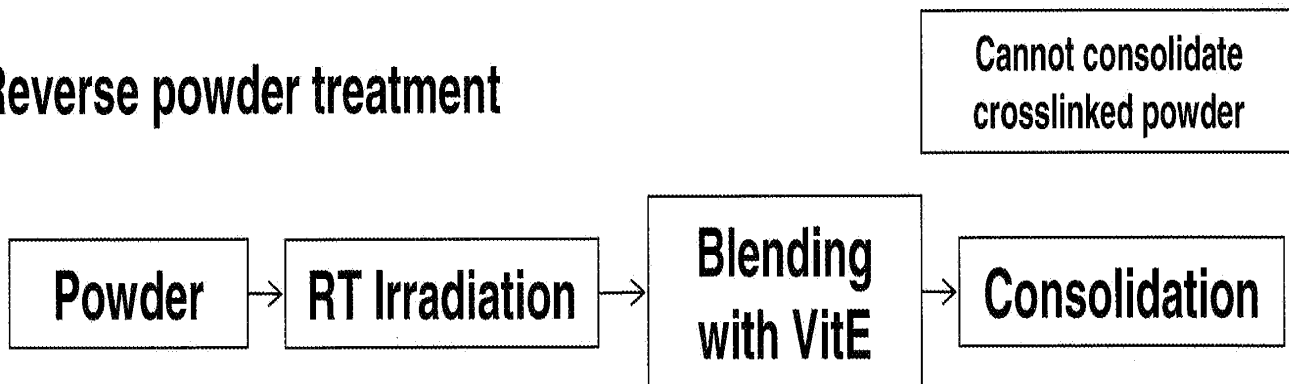 Reverse powder treatment
Cannot consolidate
crosslinked powder
Powder
RT Irradiation
Blending
with VitE
Consolidation